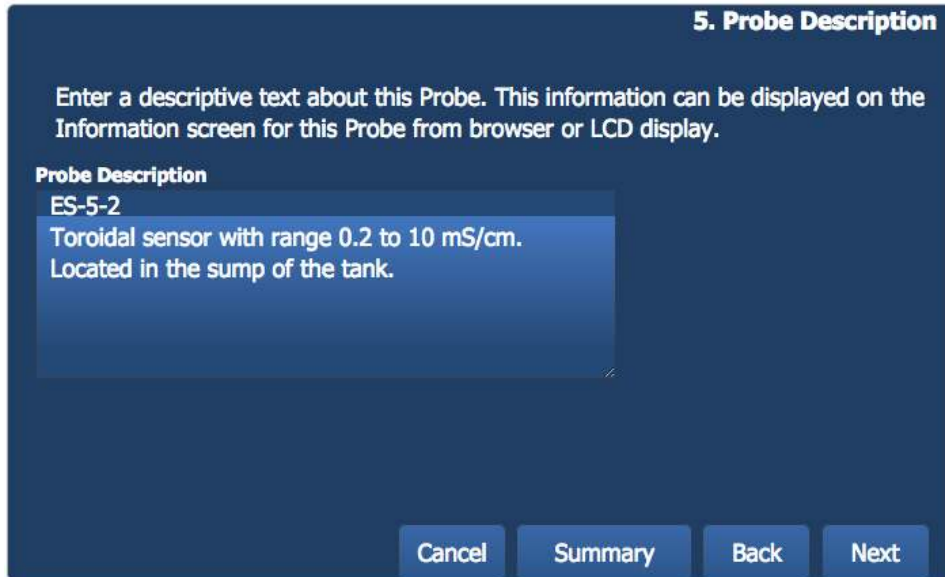 5. Probe Description
Enter a descriptive text about this Probe. This information can be displayed on the
Information screen for this Probe from browser or LCD display.
Probe Description
ES-5-2
Toroidal sensor with range 0.2 to 10 mS/cm.
Located in the sump of the tank.
Cancel Summary Back Next